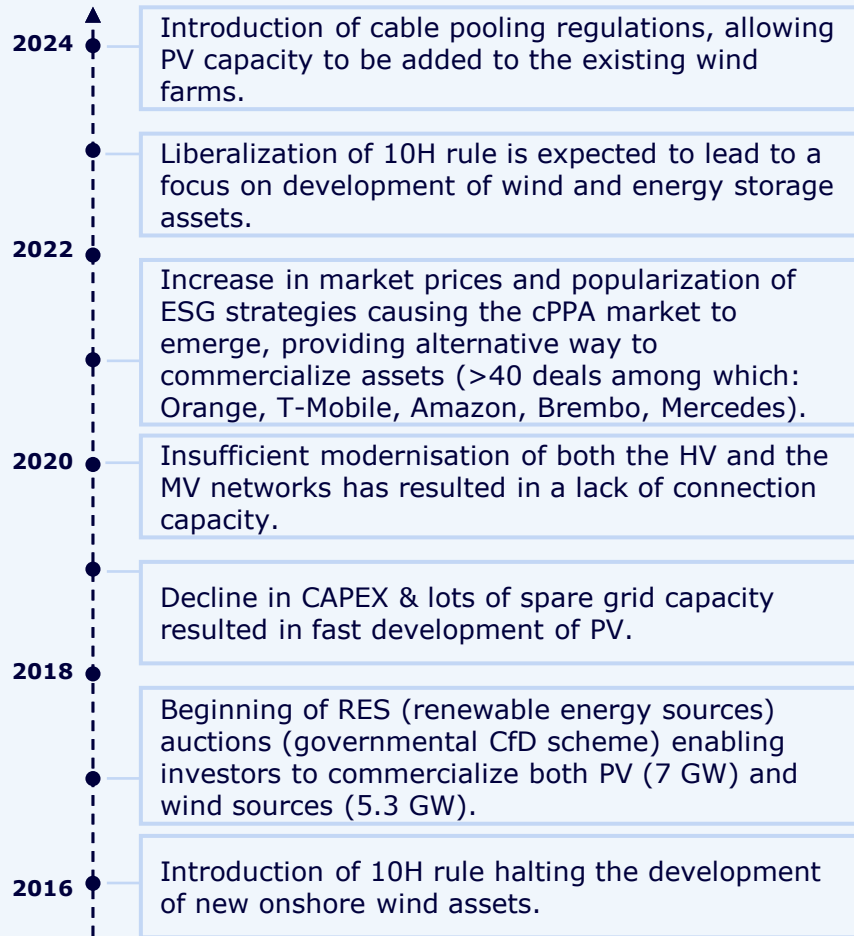 2024
Introduction of cable pooling regulations, allowing
PV capacity to be added to the existing wind
farms.
Liberalization of 10H rule is expected to lead to a
focus on development of wind and energy storage
assets.
2022
Increase in market prices and popularization of
ESG strategies causing the cPPA market to
emerge, providing alternative way to
commercialize assets (>40 deals among which:
Orange, T-Mobile, Amazon, Brembo, Mercedes).
2020
Insufficient modernisation of both the HV and the
MV networks has resulted in a lack of connection
capacity.
Decline in CAPEX & lots of spare grid capacity
resulted in fast development of PV.
2018
Beginning of RES (renewable energy sources)
auctions (governmental CfD scheme) enabling
investors to commercialize both PV (7 GW) and
wind sources (5.3 GW).
2016
Introduction of 10H rule halting the development
of new onshore wind assets.